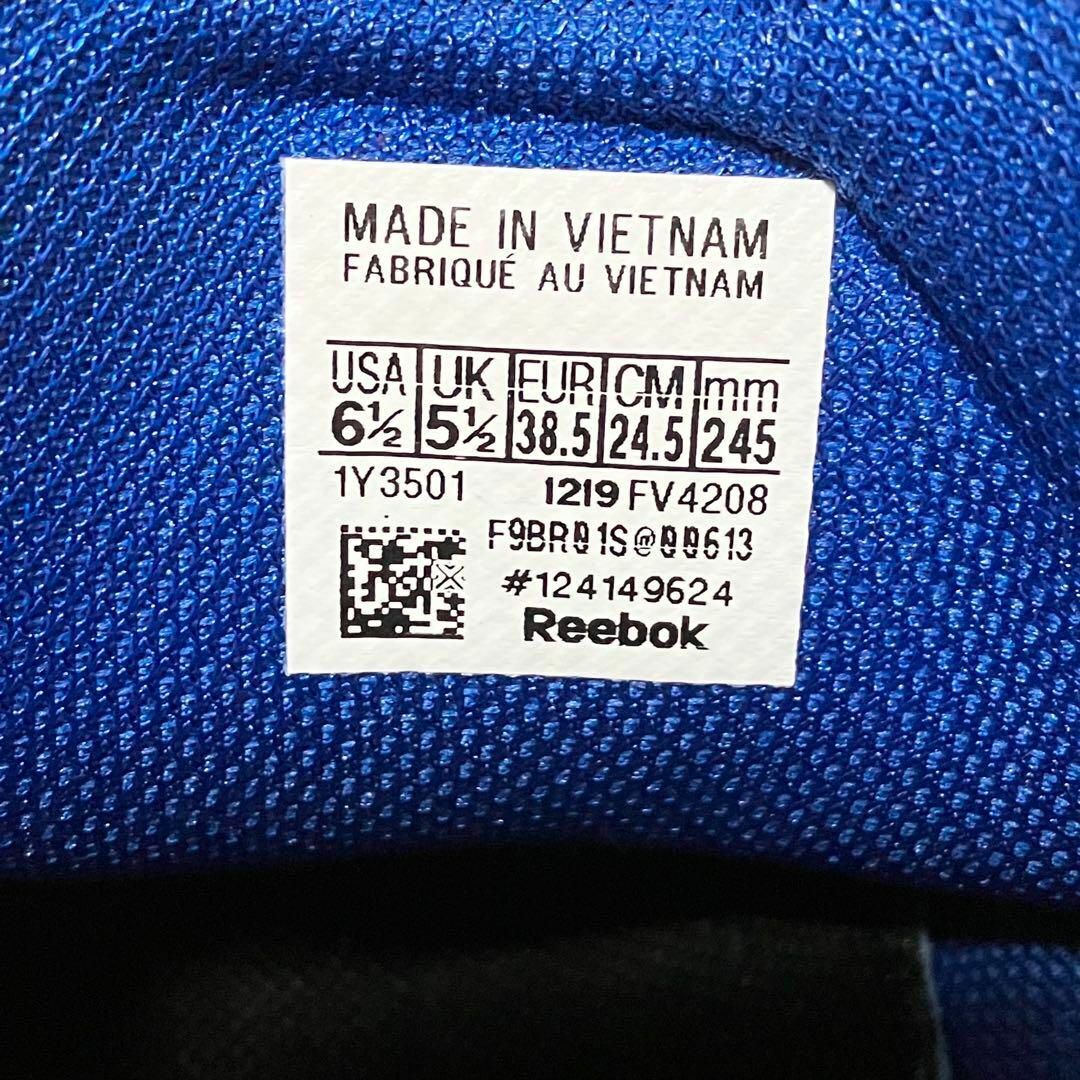 MADE IN VIETNAM
FABRIQUÉ AU VIETNAM
USA UK EUR CM mm
6½ 5½ 38.5 24.5 245
1Y3501 1219 FV4208
F9BR01S@00613
#124149624
Reebok